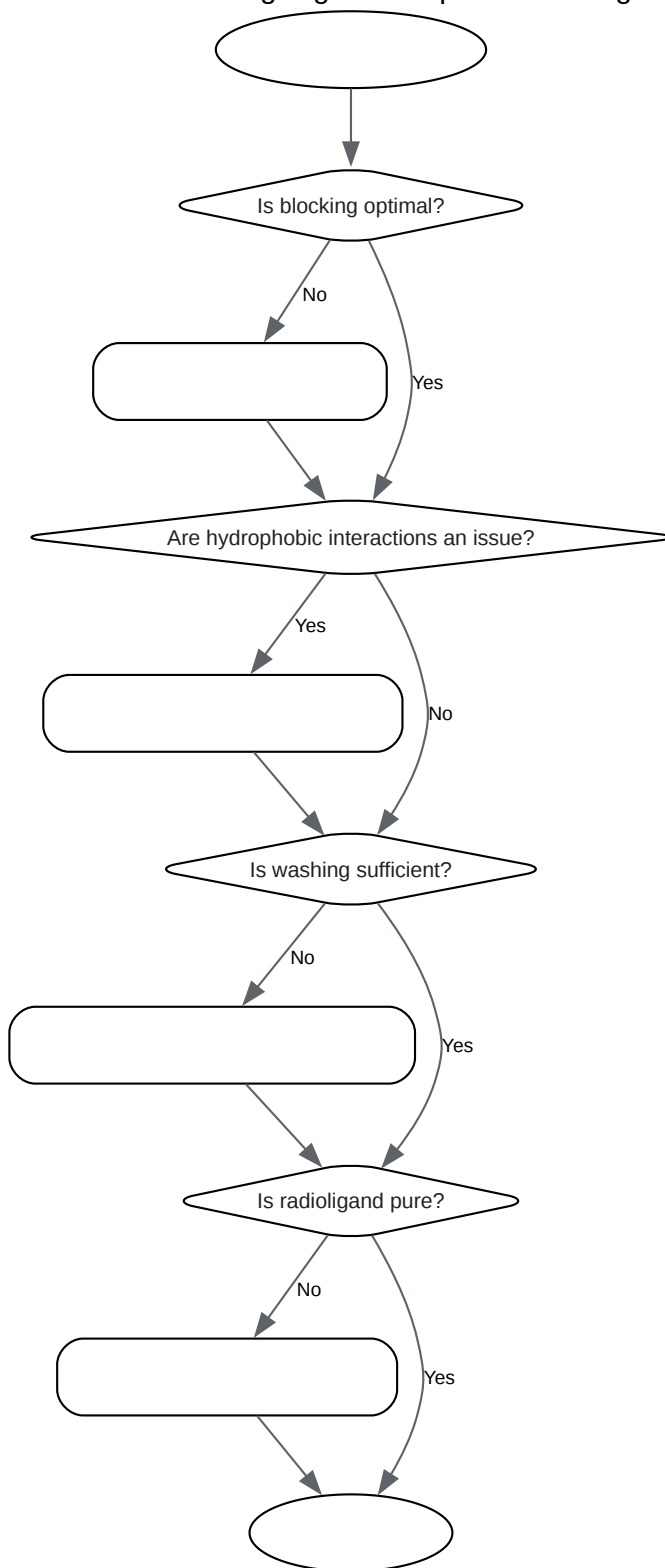 Is blocking optimal?
No
Yes
Are hydrophobic interactions an issue?
Yes
No
Is washing sufficient?
No
Yes
Is radioligand pure?
No
Yes